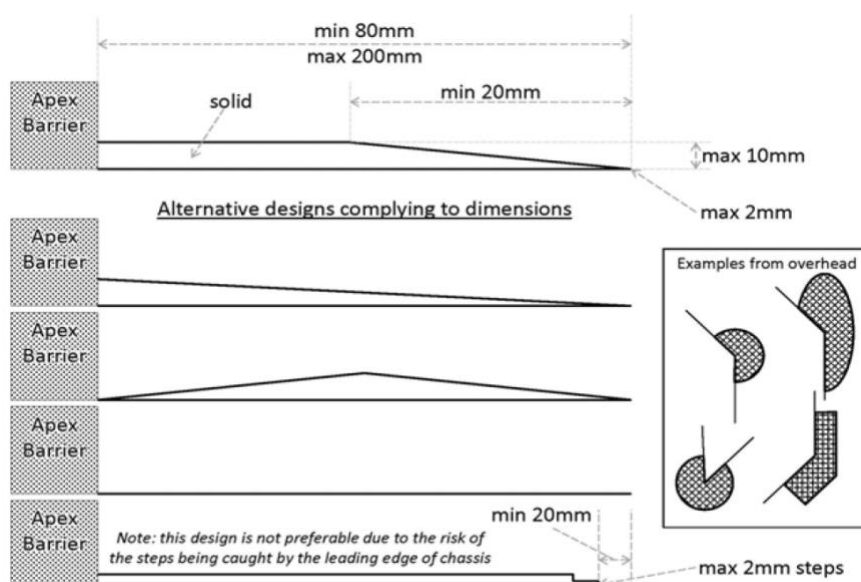 min 80mm
max 200mm
min 20mm
Apex
Barrier
solid
max 10mm
max 2mm
Alternative designs complying to dimensions
Apex
Barrier
Examples from overhead
Apex
Barrier
Apex
Barrier
Apex
Barrier
min 20mm
Note: this design is not preferable due to the risk of
the steps being caught by the leading edge of chassis
max 2mm steps